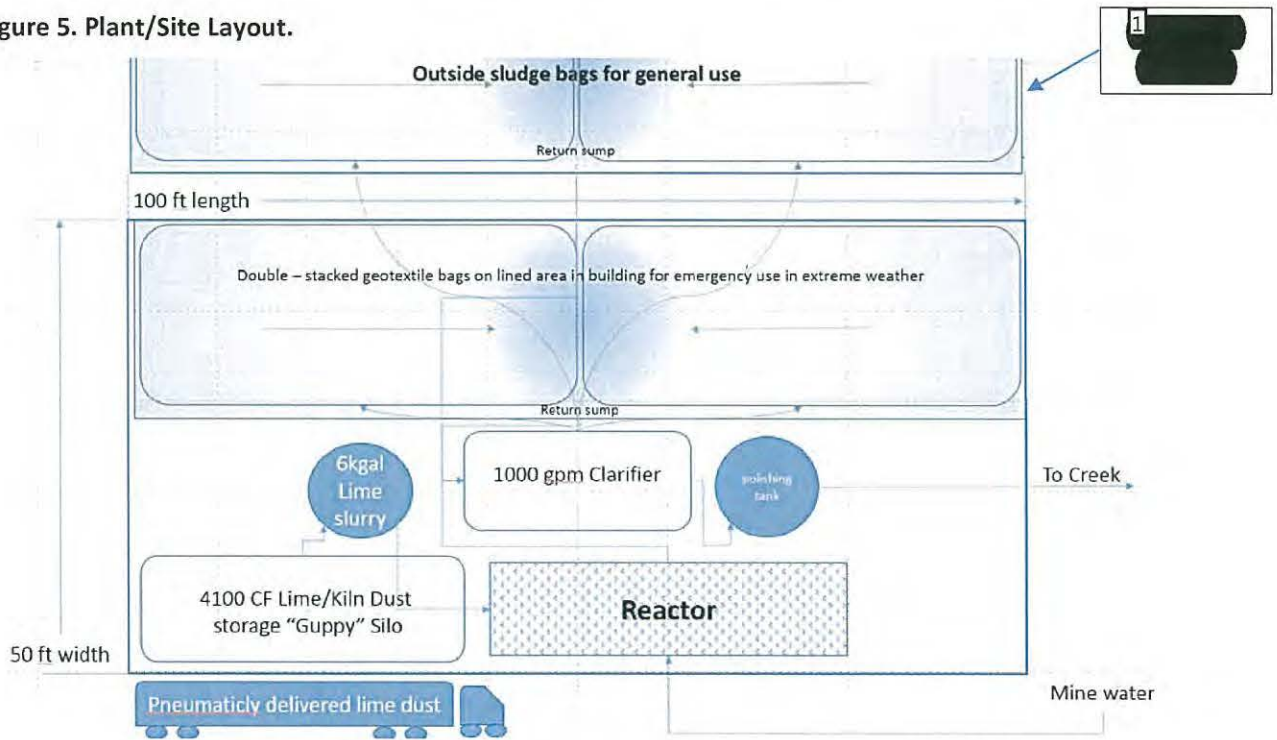 igure 5. Plant/Site Layout.
1
Outside sludge bags for general use
Return sump
100 ft length
Double – stacked geotextile bags on lined area in building for emergency use in extreme weather
Return sump
6kgal
Lime
slurry
1000 gpm Clarifier
polishing
tank
To Creek
4100 CF Lime/Kiln Dust
storage "Guppy" Silo
Reactor
50 ft width
Pneumaticly delivered lime dust
Mine water